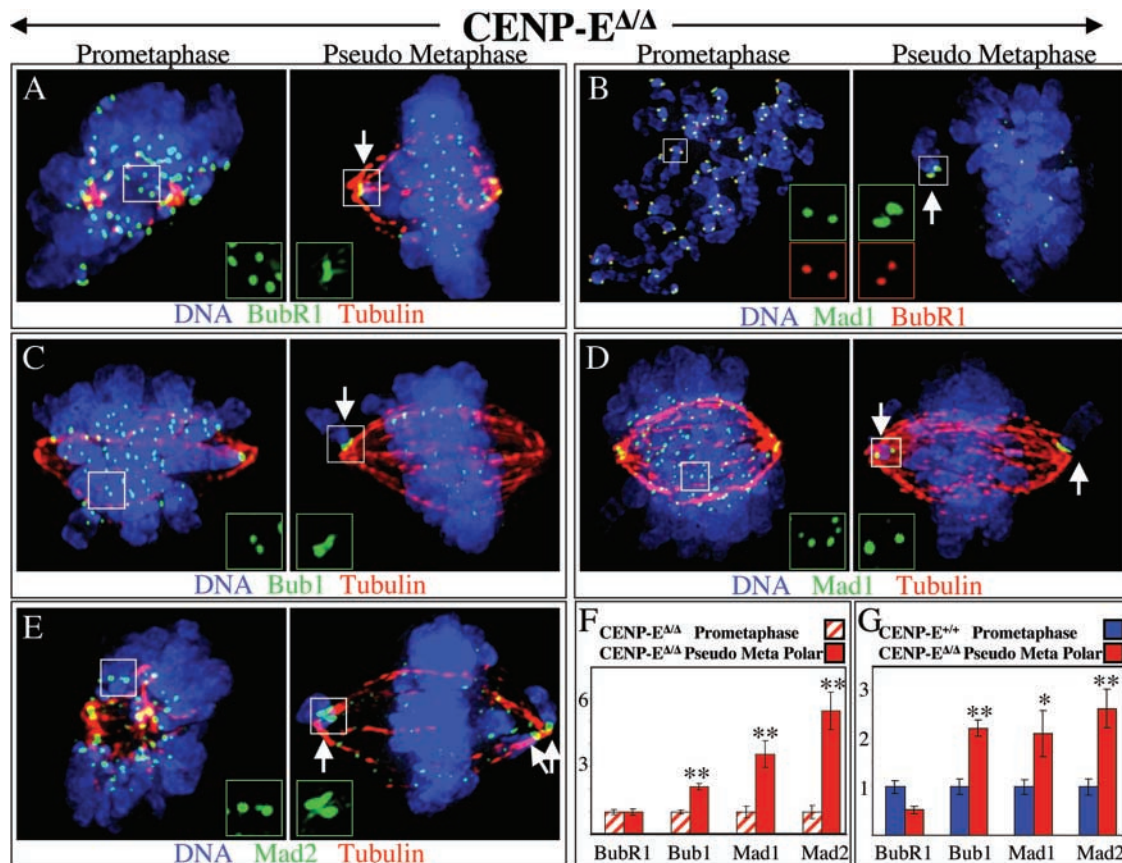 CENP-EΔ/Δ
Prometaphase Pseudo Metaphase Prometaphase Pseudo Metaphase
A
B
DNA BubR1 Tubulin
DNA Mad1 BubR1
C
D
DNA Bub1 Tubulin
DNA Mad1 Tubulin
E
DNA Mad2 Tubulin
F
CENP-EΔ/Δ Prometaphase
CENP-EΔ/Δ Pseudo Meta Polar
6
3
**
**
**
BubR1 Bub1 Mad1 Mad2
G
CENP-E+/+ Prometaphase
CENP-EΔ/Δ Pseudo Meta Polar
3
2
1
**
*
**
BubR1 Bub1 Mad1 Mad2